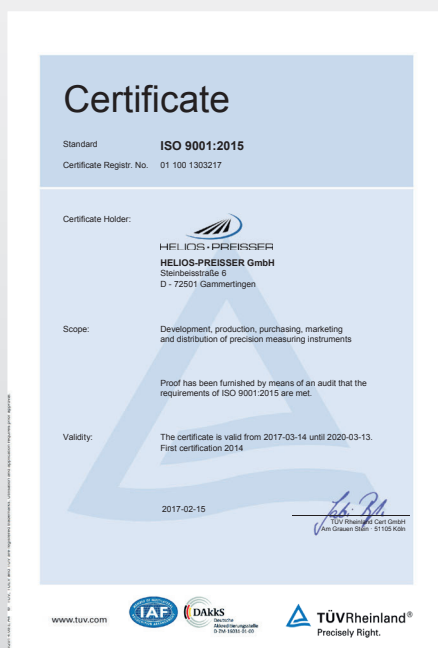 Certificate
Standard ISO 9001:2015
Certificate Registr. No. 01 100 1303217
Certificate Holder:
HELIOS-PREISSER
HELIOS-PREISSER GmbH
Steinbeisstraße 6
D - 72501 Gammertingen
Scope: Development, production, purchasing, marketing
and distribution of precision measuring instruments
Proof has been furnished by means of an audit that the
requirements of ISO 9001:2015 are met.
Validity: The certificate is valid from 2017-03-14 until 2020-03-13.
First certification 2014
2017-02-15
TÜV Rheinland Cert GmbH
Am Grauen Stein · 51105 Köln
www.tuv.com
IAF
DAkkS
Deutsche
Akkreditierungsstelle
D-ZM-16031-01-00
TÜVRheinland®
Precisely Right.